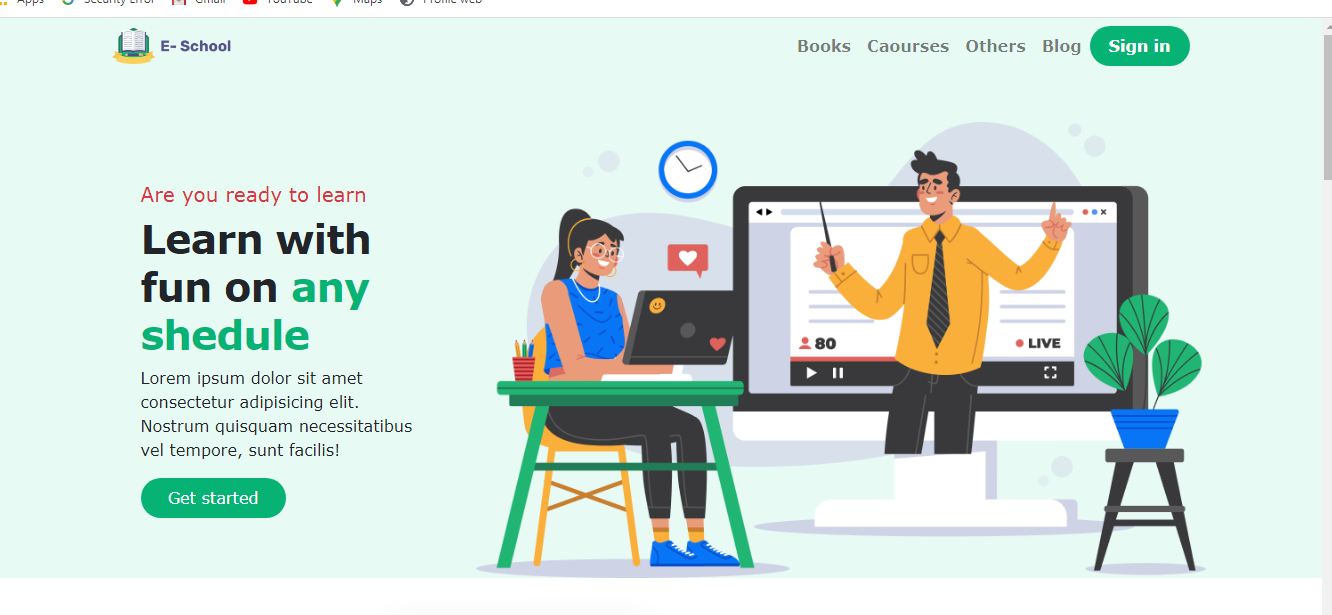 Apps Security Error Gmail YouTube Maps Profile web
E- School Books Caourses Others Blog Sign in
Are you ready to learn
Learn with
fun on any
shedule
Lorem ipsum dolor sit amet
consectetur adipisicing elit.
Nostrum quisquam necessitatibus
vel tempore, sunt facilis!
Get started
80 LIVE